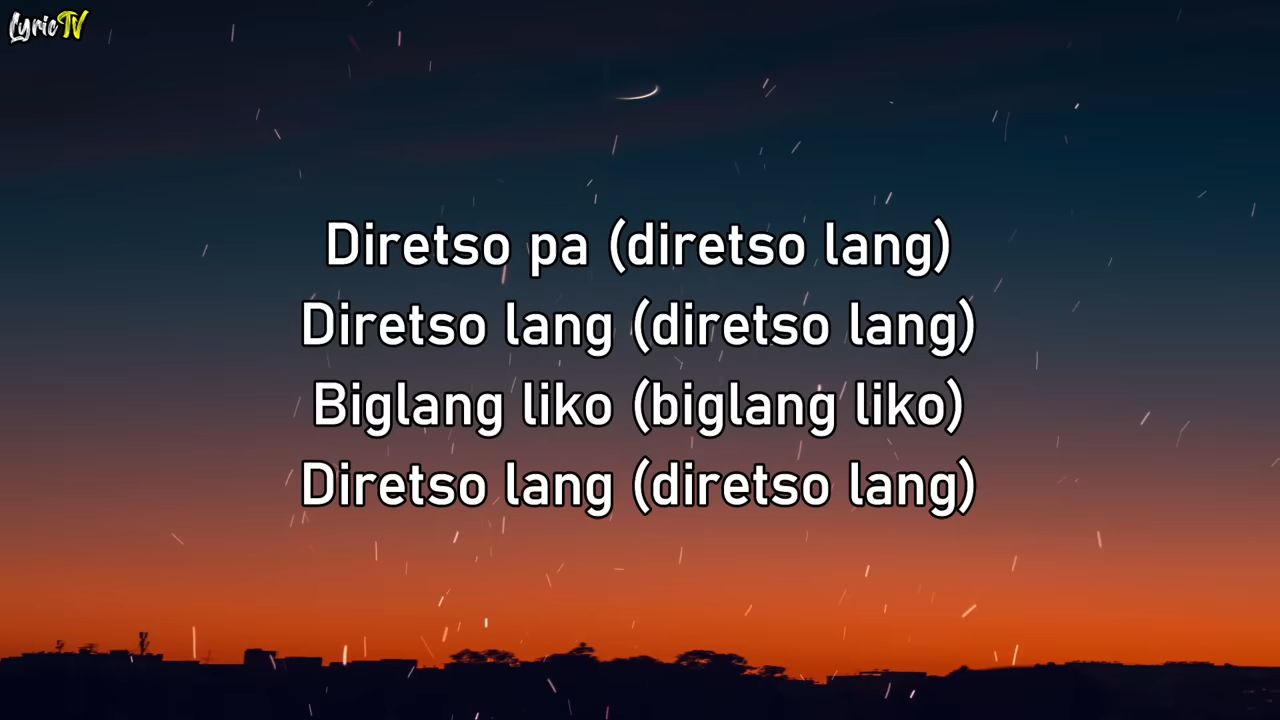 LyricTV
Diretso pa (diretso lang)
Diretso lang (diretso lang)
Biglang liko (biglang liko)
Diretso lang (diretso lang)